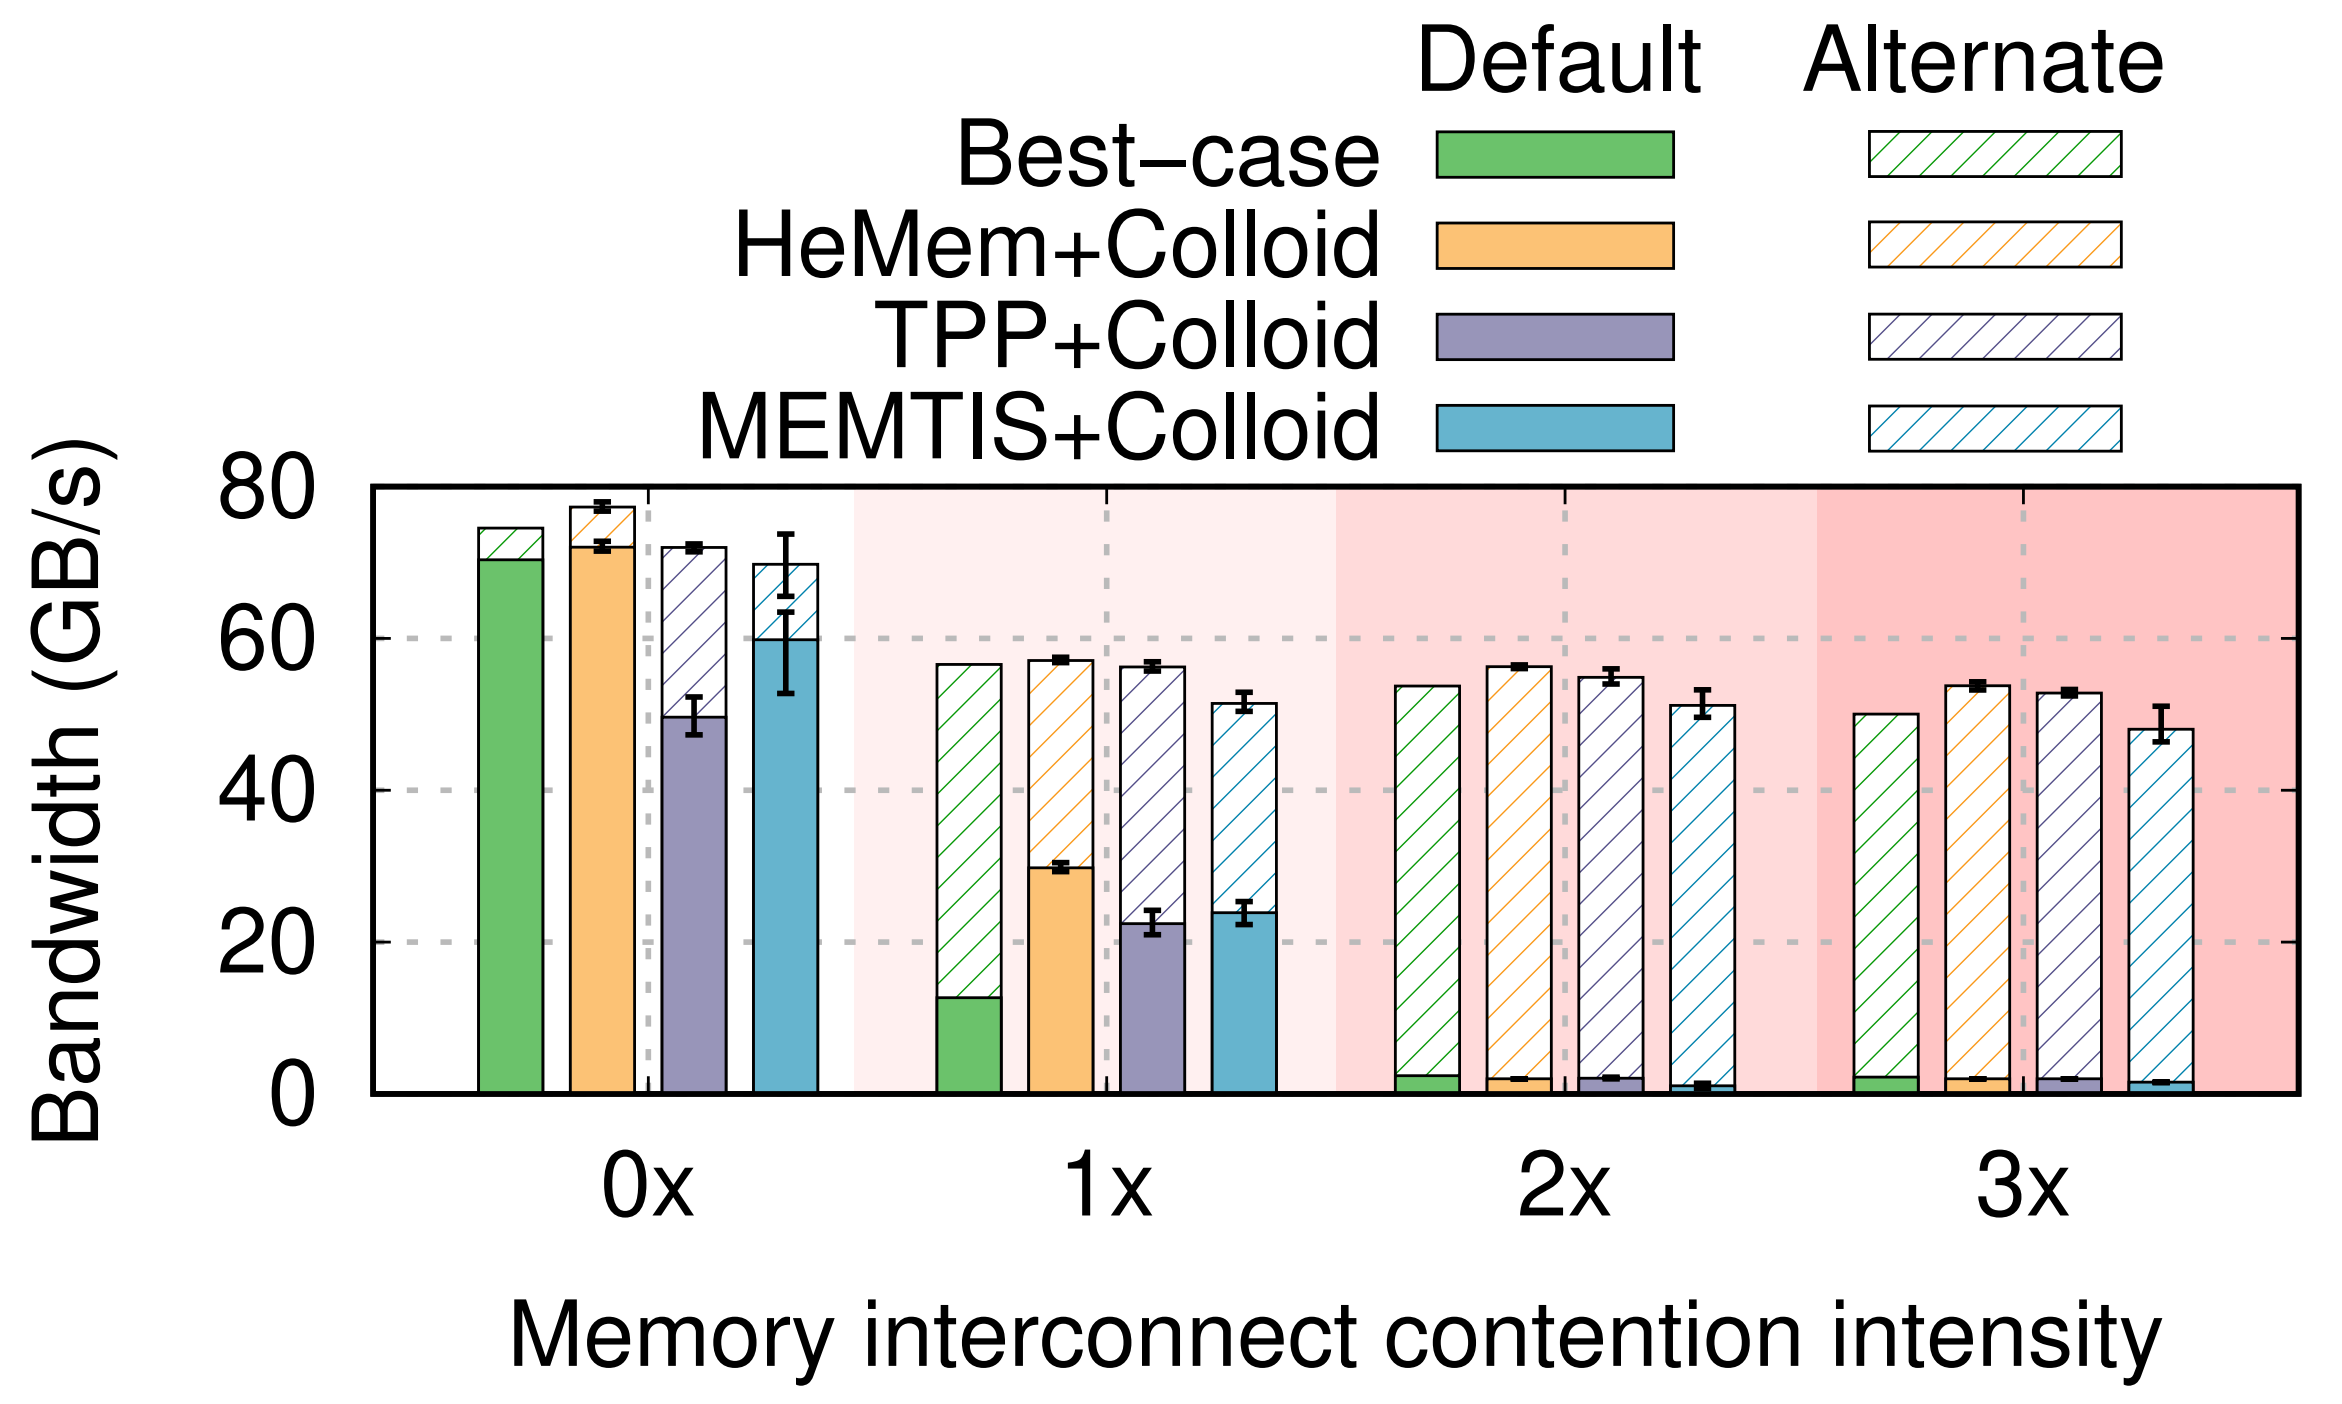 Default Alternate
Best−case
HeMem+Colloid
TPP+Colloid
MEMTIS+Colloid
Bandwidth (GB/s)
80
60
40
20
0
0x 1x 2x 3x
Memory interconnect contention intensity